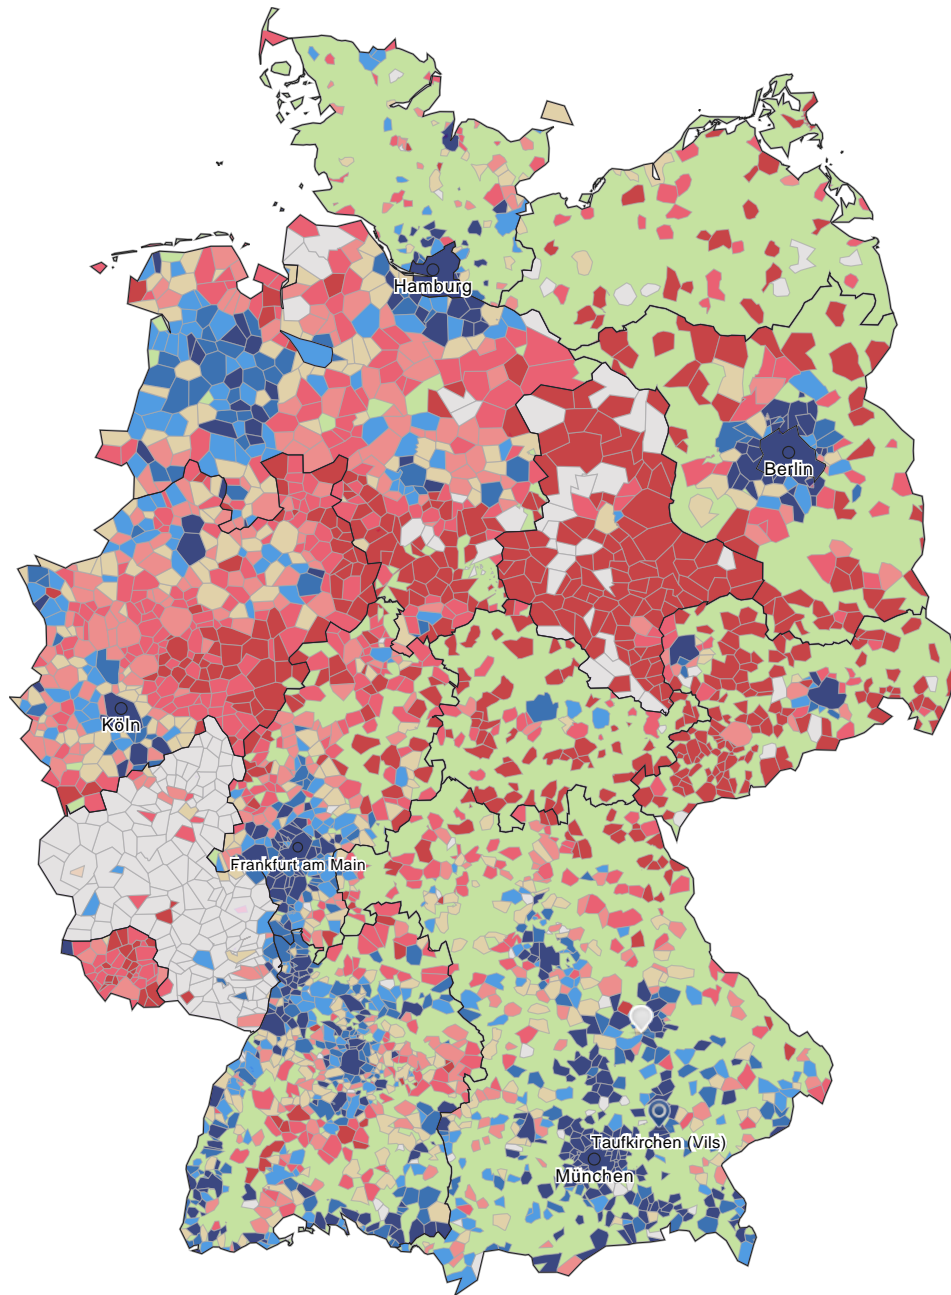 Hamburg
Berlin
Köln
Frankfurt am Main
Taufkirchen (Vils)
München